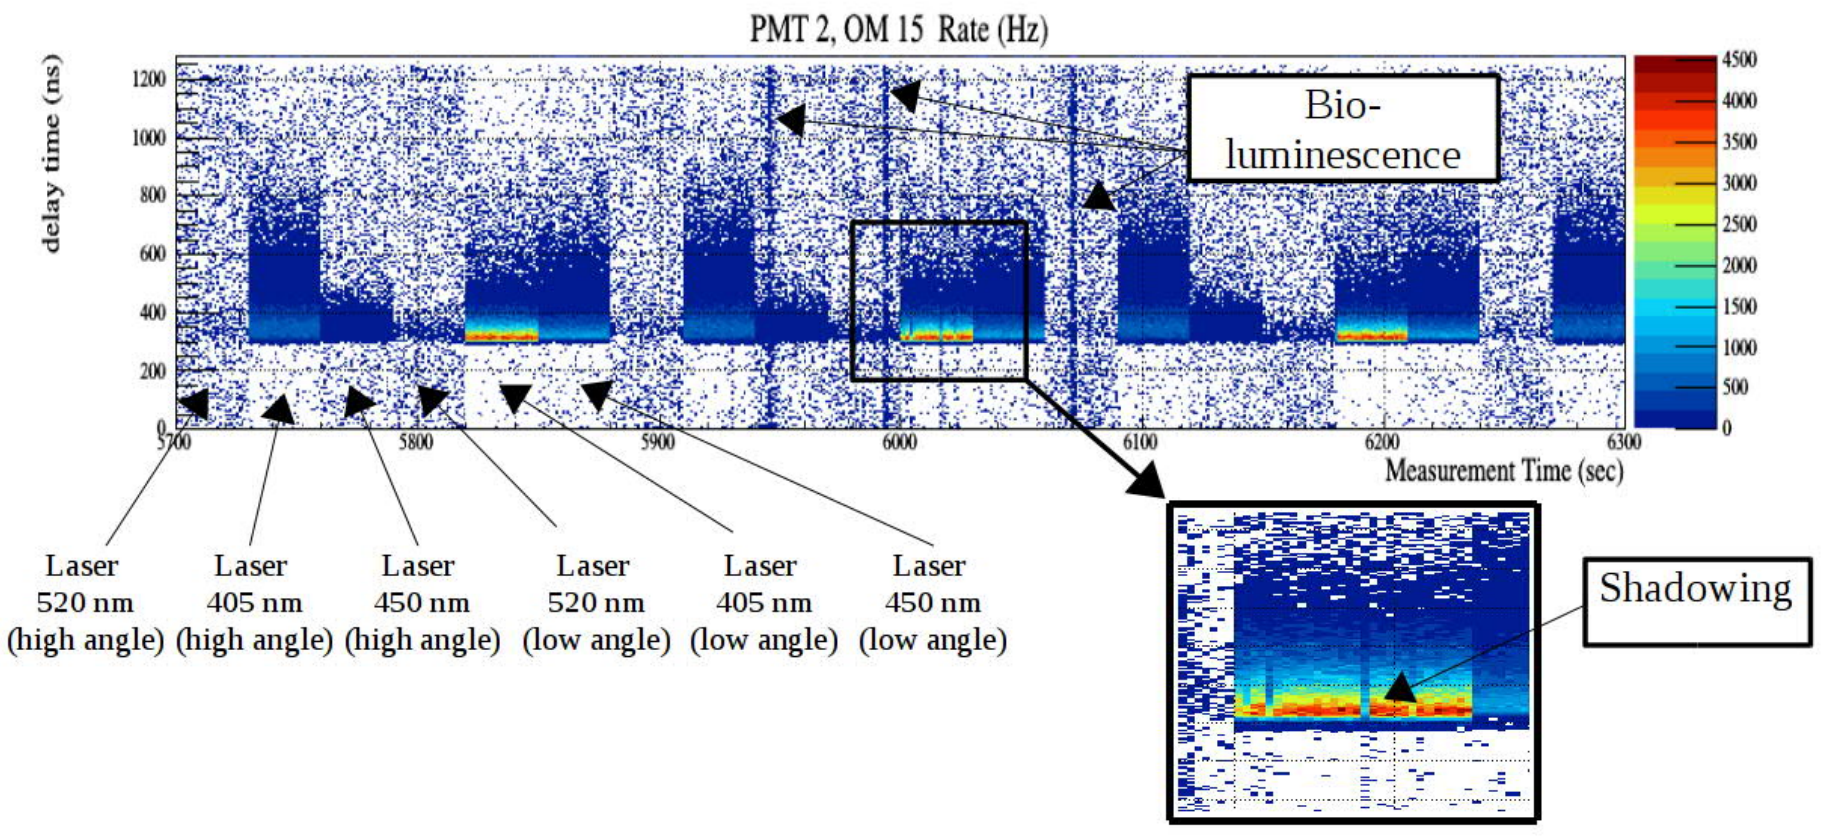 PMT 2, OM 15 Rate (Hz)
delay time (ns)
1200
1000
800
600
400
200
0
5700
5800
5900
6000
6100
6200
6300
Measurement Time (sec)
4500
4000
3500
3000
2500
2000
1500
1000
500
0
Bio-
luminescence
Laser
520 nm
(high angle)
Laser
405 nm
(high angle)
Laser
450 nm
(high angle)
Laser
520 nm
(low angle)
Laser
405 nm
(low angle)
Laser
450 nm
(low angle)
Shadowing